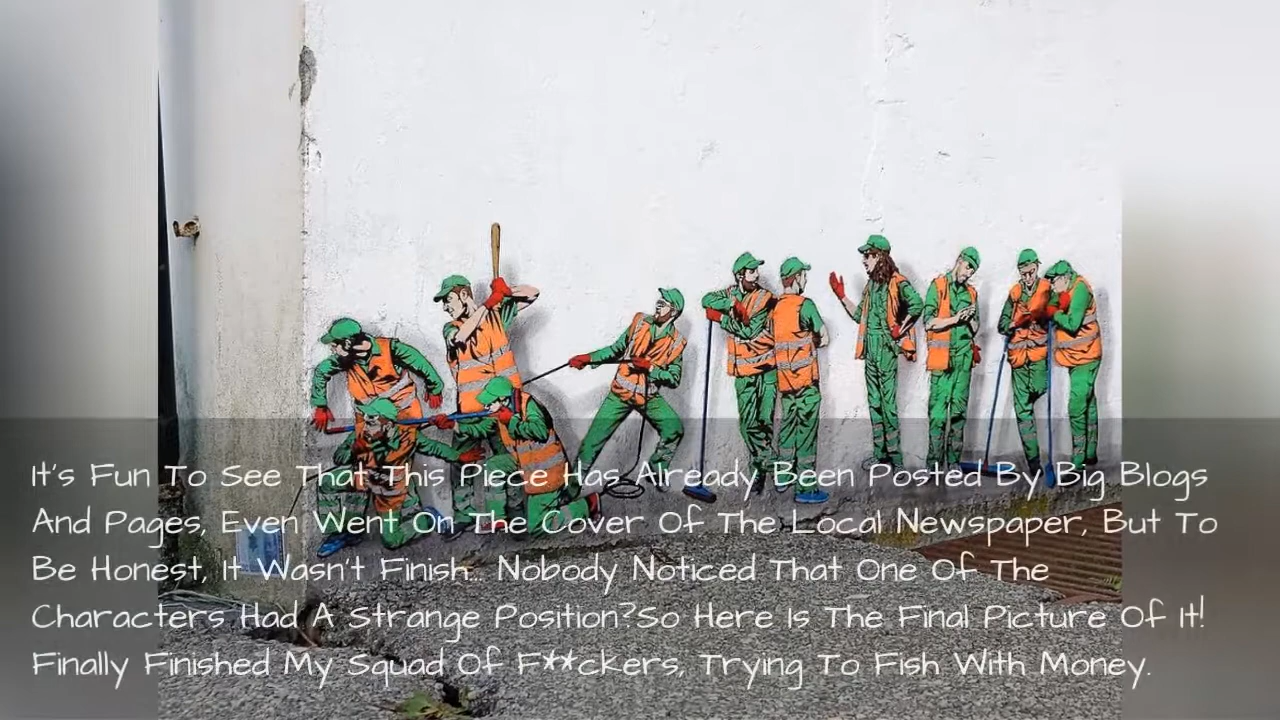 It's Fun To See That This Piece Has Already Been Posted By Big Blogs
And Pages, Even Went On The Cover Of The Local Newspaper, But To
Be Honest, It Wasn't Finish... Nobody Noticed That One Of The
Characters Had A Strange Position?So Here Is The Final Picture Of It!
Finally Finished My Squad Of F**ckers, Trying To Fish With Money.